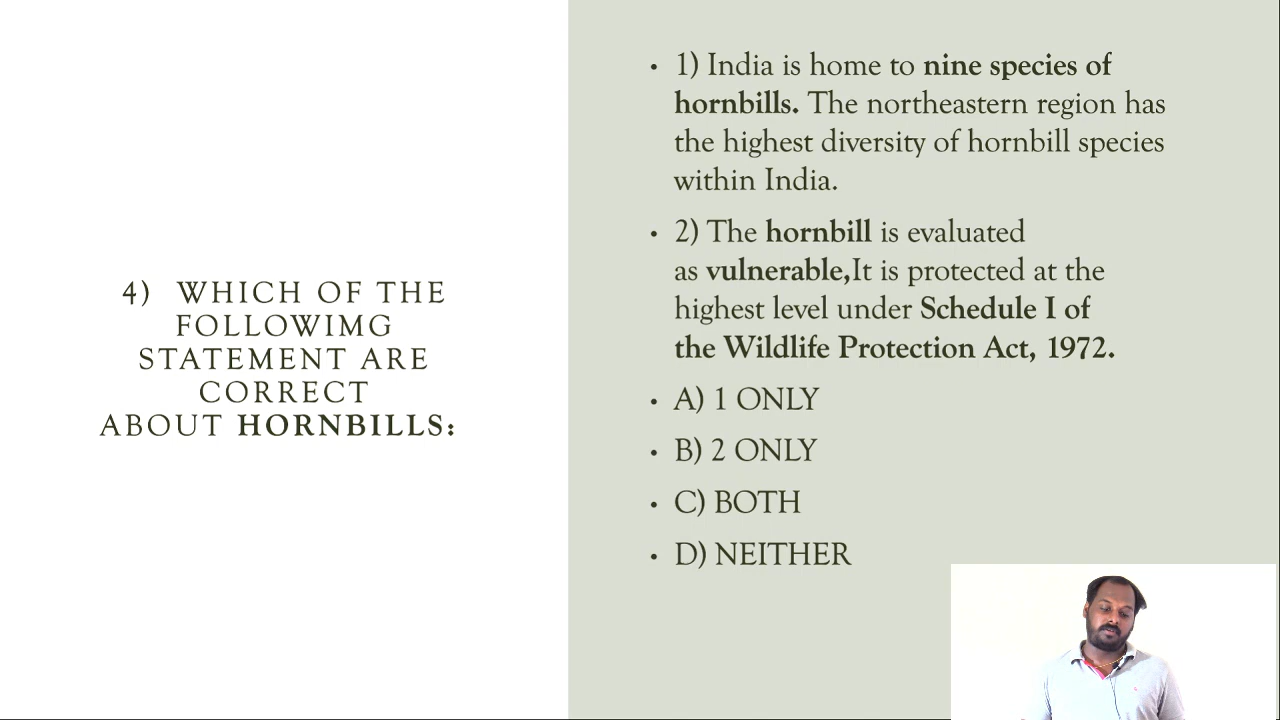 4) WHICH OF THE
FOLLOWIMG
STATEMENT ARE
CORRECT
ABOUT HORNBILLS:
• 1) India is home to nine species of
hornbills. The northeastern region has
the highest diversity of hornbill species
within India.
• 2) The hornbill is evaluated
as vulnerable,It is protected at the
highest level under Schedule I of
the Wildlife Protection Act, 1972.
• A) 1 ONLY
• B) 2 ONLY
• C) BOTH
• D) NEITHER